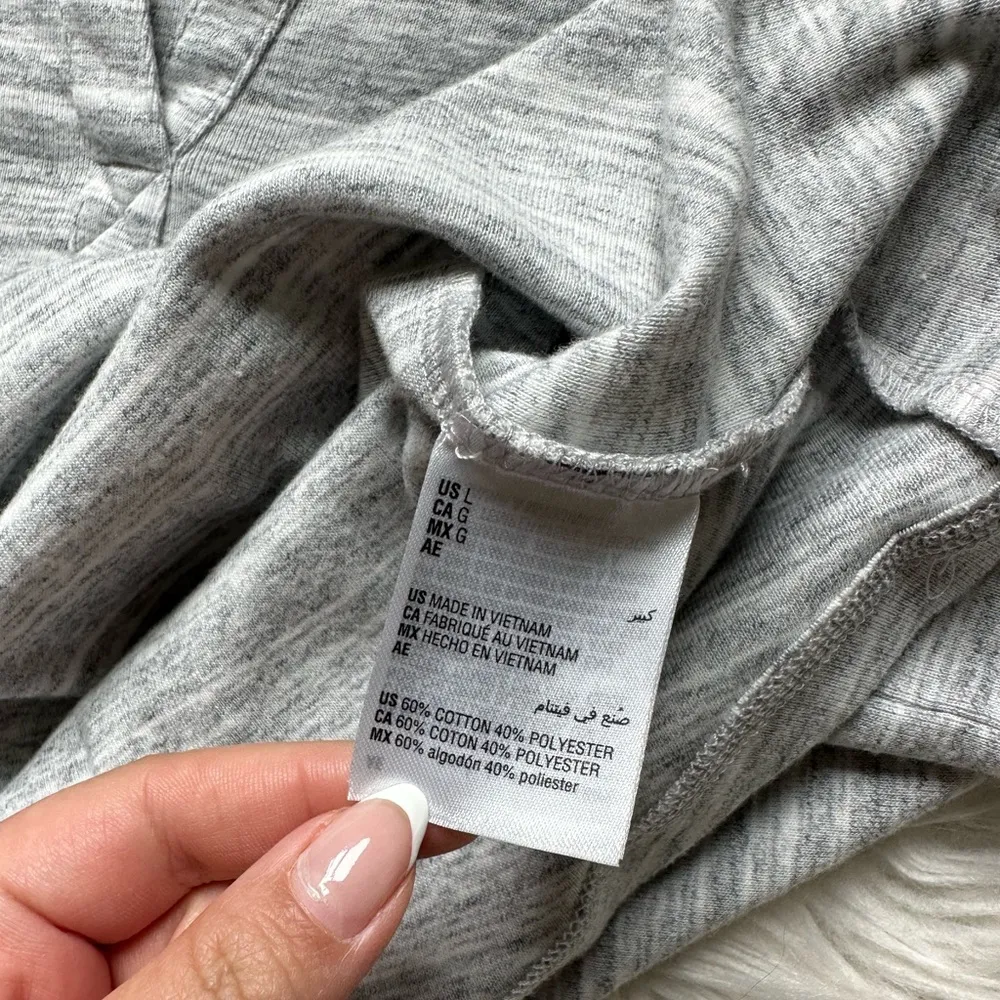 US L
CA G
MX G
AE
كبير
US MADE IN VIETNAM
CA FABRIQUÉ AU VIETNAM
MX HECHO EN VIETNAM
AE
صُنع في فيتنام
US 60% COTTON 40% POLYESTER
CA 60% COTON 40% POLYESTER
MX 60% algodón 40% poliester